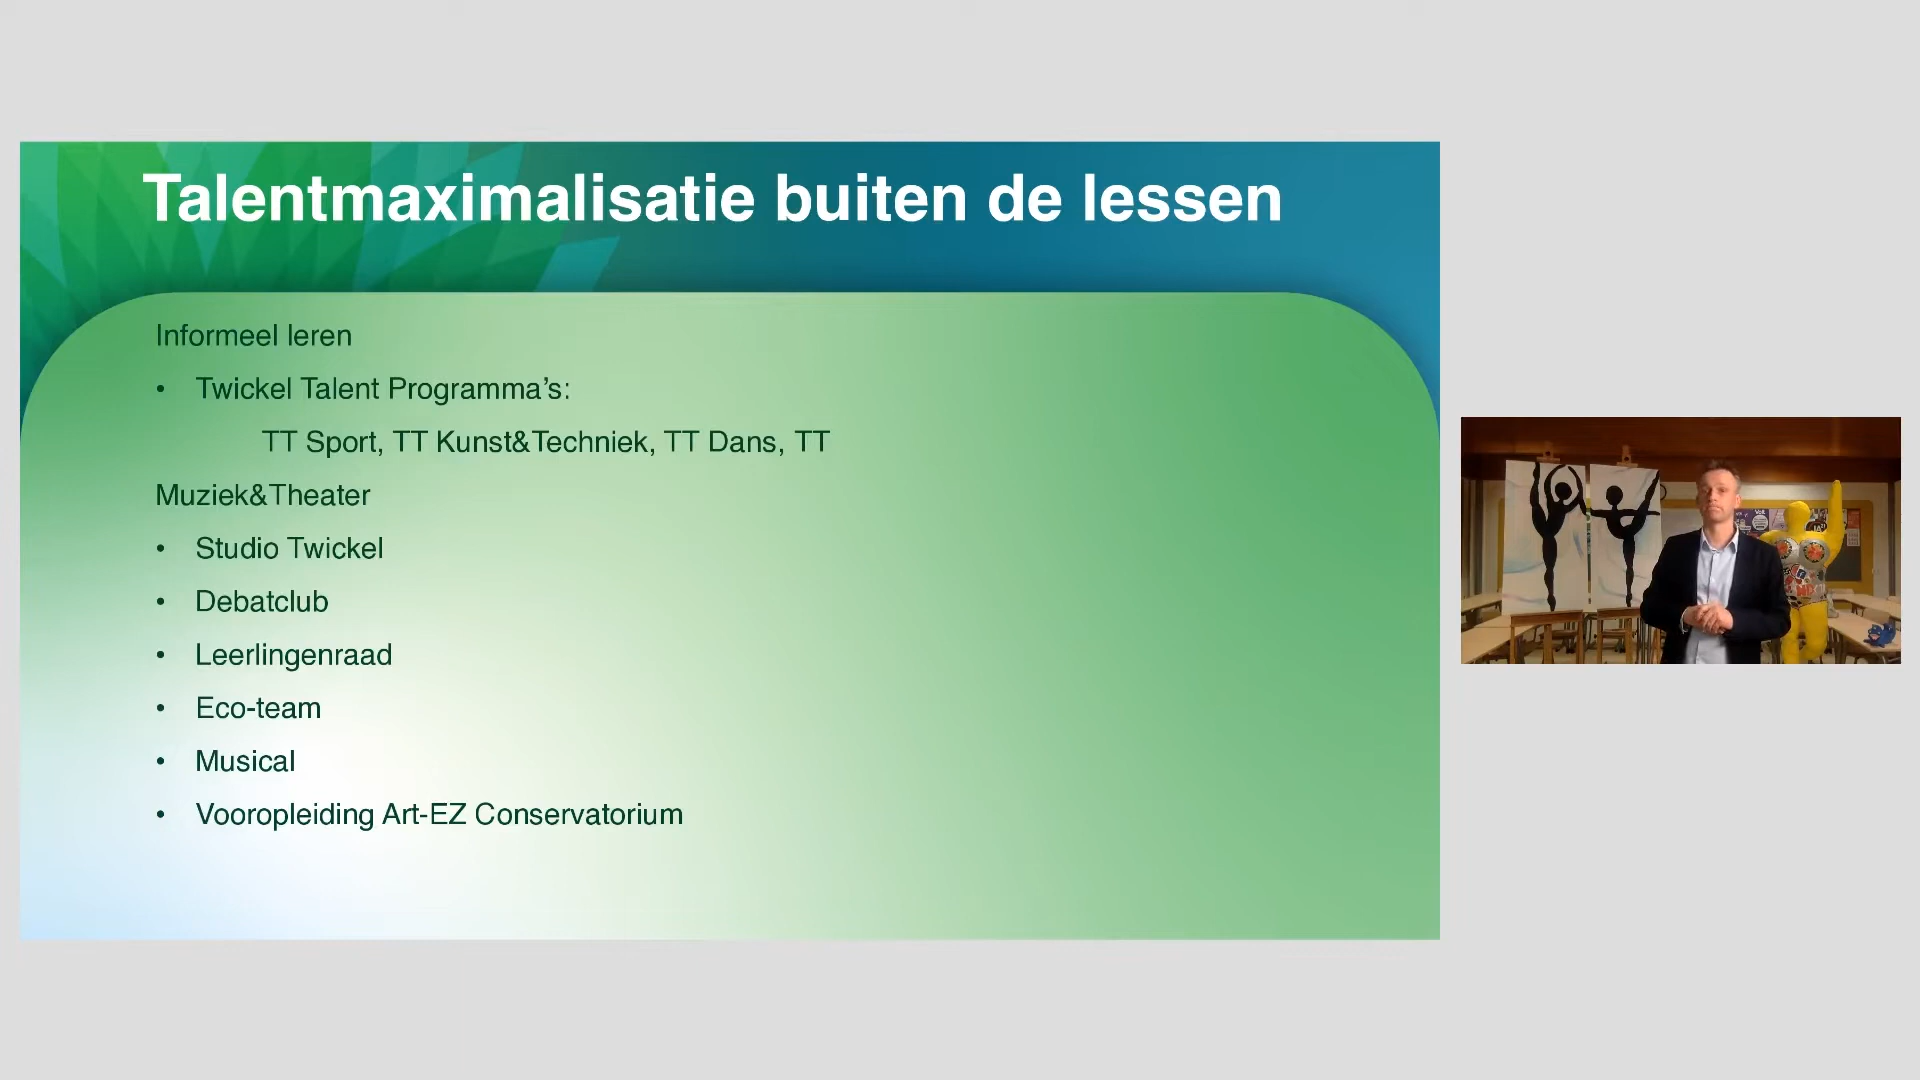 Talentmaximalisatie buiten de lessen
Informeel leren
• Twickel Talent Programma’s:
TT Sport, TT Kunst&Techniek, TT Dans, TT
Muziek&Theater
• Studio Twickel
• Debatclub
• Leerlingenraad
• Eco-team
• Musical
• Vooropleiding Art-EZ Conservatorium